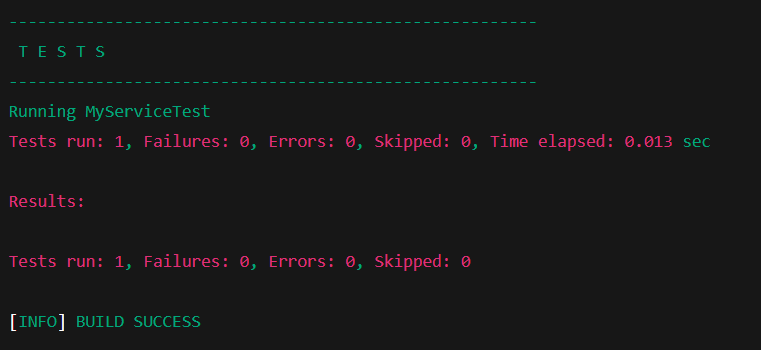 -------------------------------------------------------
 T E S T S
-------------------------------------------------------
Running MyServiceTest
Tests run: 1, Failures: 0, Errors: 0, Skipped: 0, Time elapsed: 0.013 sec
Results:
Tests run: 1, Failures: 0, Errors: 0, Skipped: 0
[INFO] BUILD SUCCESS